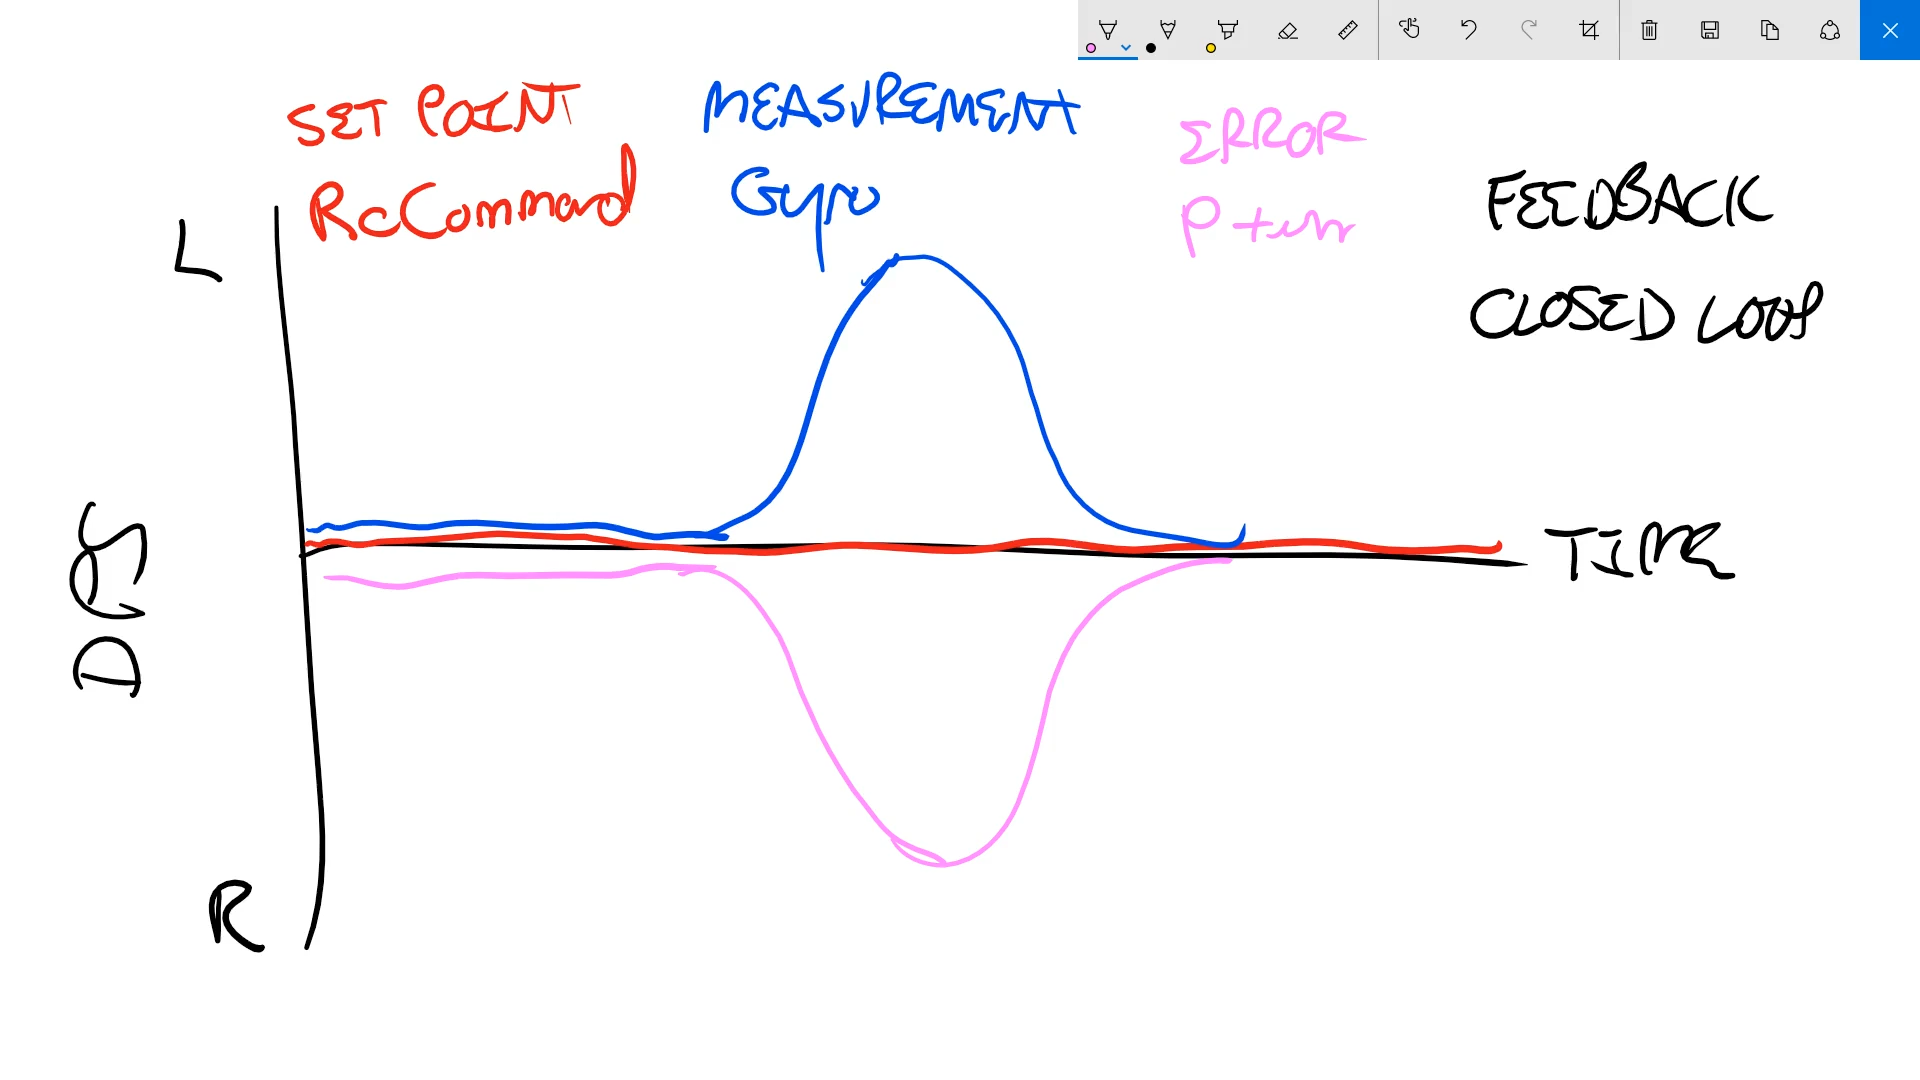 SET POINT
RcCommand
MEASUREMENT
Gyro
ERROR
P term
FEEDBACK
CLOSED LOOP
L
DPS
R
TIME